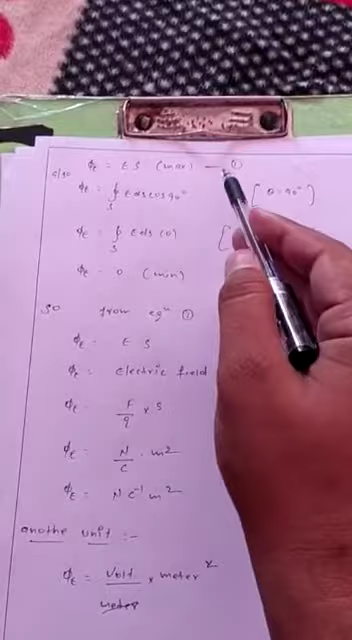 φE = ES (max) — ①
also
φE = ∮S E ds cos 90° [ θ = 90° ]
φE = ∮S E ds (0) [
φE = 0 (min)
so from eqn ①
φE = E S
φE = electric field
φE = F/q × S
φE = N/C . m²
φE = N C⁻¹ m²
anothe unit :-
φE = Volt/meter × meter²